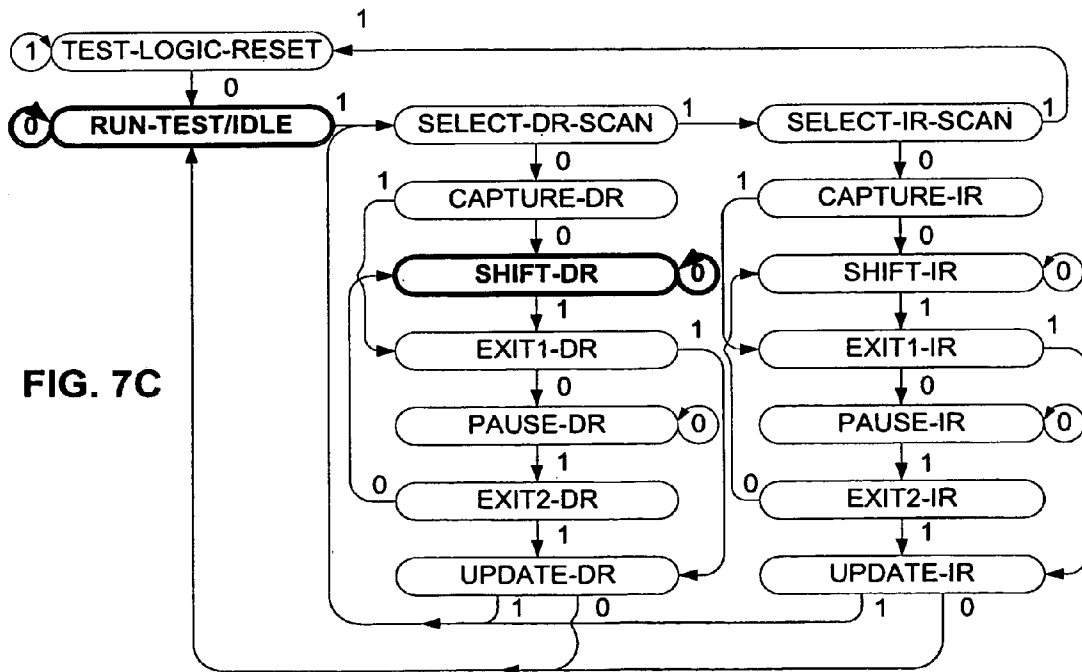 1
1 TEST-LOGIC-RESET
0
0 RUN-TEST/IDLE 1 SELECT-DR-SCAN 1 SELECT-IR-SCAN 1
0 0
1 CAPTURE-DR 1 CAPTURE-IR
0 0
SHIFT-DR 0 SHIFT-IR 0
1 1
EXIT1-DR 1 EXIT1-IR 1
FIG. 7C
0 0
PAUSE-DR 0 PAUSE-IR 0
1 1
0 EXIT2-DR 0 EXIT2-IR
1 1
UPDATE-DR UPDATE-IR
1 0 1 0